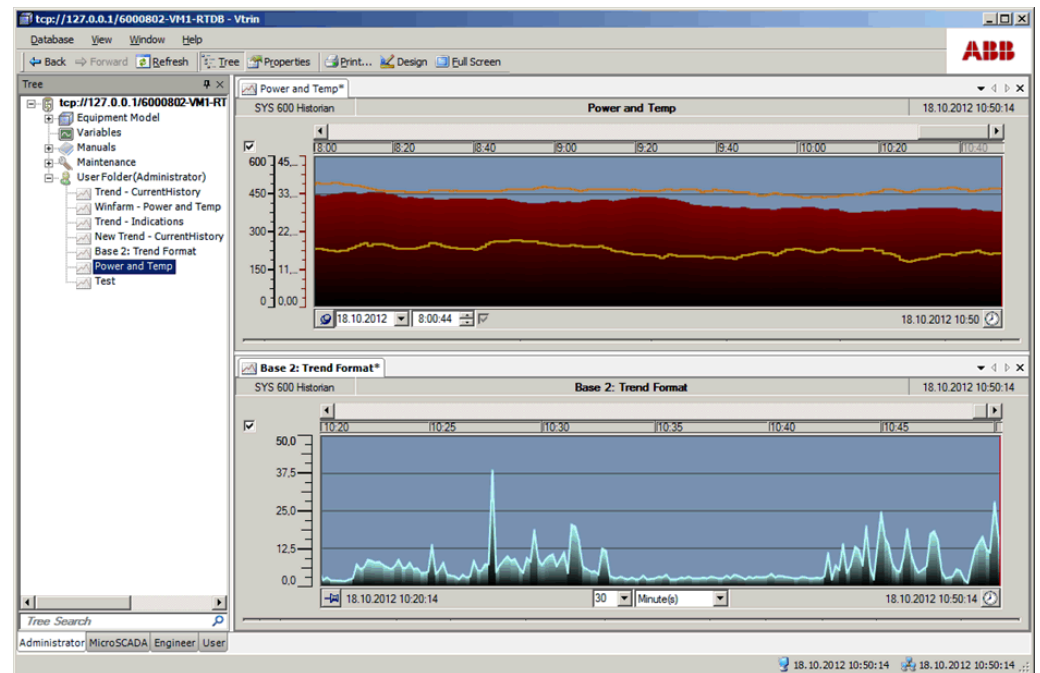 tcp://127.0.0.1/6000802-VM1-RTDB - Vtrin
Database View Window Help
Back Forward Refresh Tree Properties Print... Design Full Screen
ABB
Tree
tcp://127.0.0.1/6000802-VM1-RT
Equipment Model
Variables
Manuals
Maintenance
UserFolder(Administrator)
Trend - CurrentHistory
Winfarm - Power and Temp
Trend - Indications
New Trend - CurrentHistory
Base 2: Trend Format
Power and Temp
Test
Tree Search
Administrator MicroSCADA Engineer User
Power and Temp*
SYS 600 Historian Power and Temp 18.10.2012 10:50:14
8:00 8:20 8:40 9:00 9:20 9:40 10:00 10:20 10:40
600 45,...
450 33,...
300 22,...
150 11,...
0 0.00
18.10.2012 8:00:44 18.10.2012 10:50
Base 2: Trend Format*
SYS 600 Historian Base 2: Trend Format 18.10.2012 10:50:14
10:20 10:25 10:30 10:35 10:40 10:45
50,0
37,5
25,0
12,5
0,0
18.10.2012 10:20:14 30 Minute(s) 18.10.2012 10:50:14
18.10.2012 10:50:14 18.10.2012 10:50:14